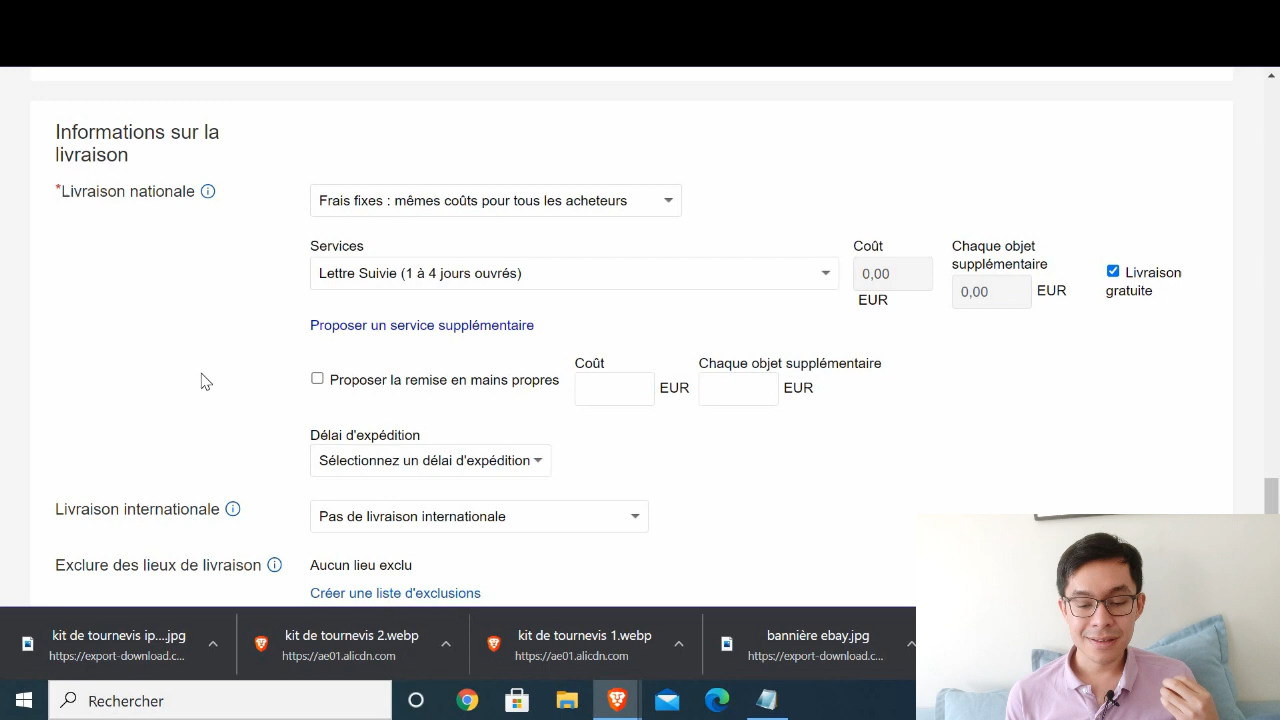 Informations sur la
livraison
*Livraison nationale
Frais fixes : mêmes coûts pour tous les acheteurs
Services
Coût
Chaque objet
supplémentaire
Lettre Suivie (1 à 4 jours ouvrés)
0,00
EUR
0,00
EUR
Livraison
gratuite
Proposer un service supplémentaire
Proposer la remise en mains propres
Coût
EUR
Chaque objet supplémentaire
EUR
Délai d'expédition
Sélectionnez un délai d'expédition
Livraison internationale
Pas de livraison internationale
Exclure des lieux de livraison
Aucun lieu exclu
Créer une liste d'exclusions
kit de tournevis ip....jpg
https://export-download.c...
kit de tournevis 2.webp
https://ae01.alicdn.com
kit de tournevis 1.webp
https://ae01.alicdn.com
bannière ebay.jpg
https://export-download.c...
Rechercher